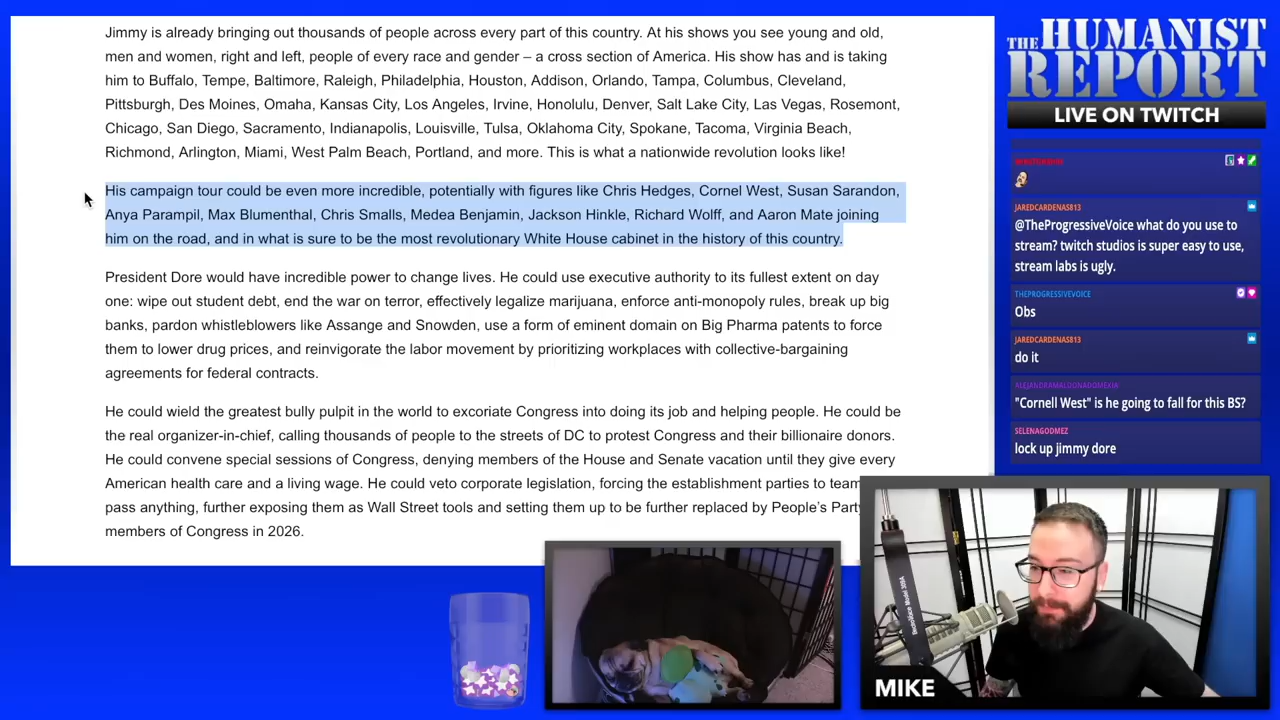 Jimmy is already bringing out thousands of people across every part of this country. At his shows you see young and old,
men and women, right and left, people of every race and gender – a cross section of America. His show has and is taking
him to Buffalo, Tempe, Baltimore, Raleigh, Philadelphia, Houston, Addison, Orlando, Tampa, Columbus, Cleveland,
Pittsburgh, Des Moines, Omaha, Kansas City, Los Angeles, Irvine, Honolulu, Denver, Salt Lake City, Las Vegas, Rosemont,
Chicago, San Diego, Sacramento, Indianapolis, Louisville, Tulsa, Oklahoma City, Spokane, Tacoma, Virginia Beach,
Richmond, Arlington, Miami, West Palm Beach, Portland, and more. This is what a nationwide revolution looks like!
His campaign tour could be even more incredible, potentially with figures like Chris Hedges, Cornel West, Susan Sarandon,
Anya Parampil, Max Blumenthal, Chris Smalls, Medea Benjamin, Jackson Hinkle, Richard Wolff, and Aaron Mate joining
him on the road, and in what is sure to be the most revolutionary White House cabinet in the history of this country.
President Dore would have incredible power to change lives. He could use executive authority to its fullest extent on day
one: wipe out student debt, end the war on terror, effectively legalize marijuana, enforce anti-monopoly rules, break up big
banks, pardon whistleblowers like Assange and Snowden, use a form of eminent domain on Big Pharma patents to force
them to lower drug prices, and reinvigorate the labor movement by prioritizing workplaces with collective-bargaining
agreements for federal contracts.
He could wield the greatest bully pulpit in the world to excoriate Congress into doing its job and helping people. He could be
the real organizer-in-chief, calling thousands of people to the streets of DC to protest Congress and their billionaire donors.
He could convene special sessions of Congress, denying members of the House and Senate vacation until they give every
American health care and a living wage. He could veto corporate legislation, forcing the establishment parties to team
pass anything, further exposing them as Wall Street tools and setting them up to be further replaced by People's Party
members of Congress in 2026.
THE HUMANIST
REPORT
LIVE ON TWITCH
JAREDCARDENAS813
@TheProgressiveVoice what do you use to
stream? twitch studios is super easy to use,
stream labs is ugly.
THEPROGRESSIVEVOICE
Obs
JAREDCARDENAS813
do it
"Cornell West" is he going to fall for this BS?
SELENAGODMEZ
lock up jimmy dore
MIKE